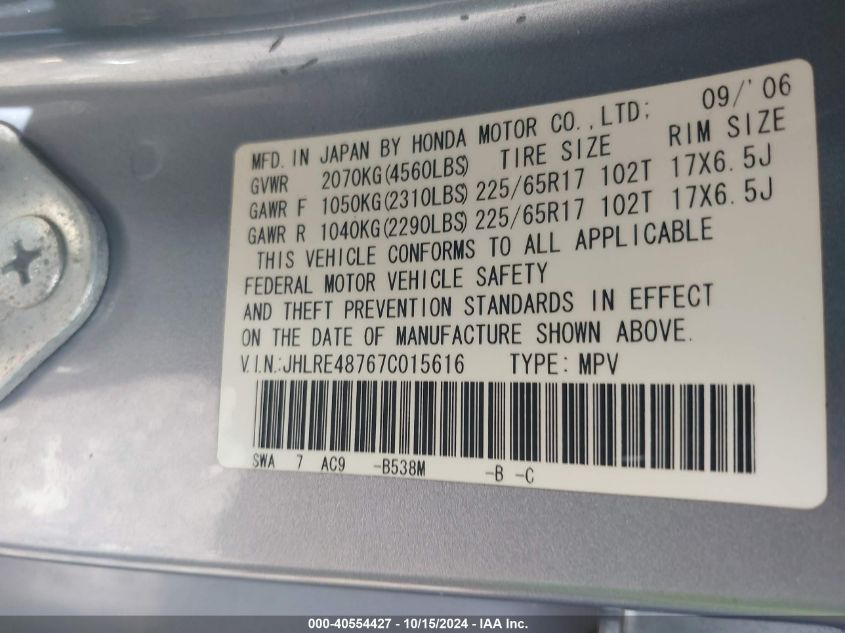 MFD. IN JAPAN BY HONDA MOTOR CO.,LTD; 09/'06
GVWR 2070KG(4560LBS) TIRE SIZE RIM SIZE
GAWR F 1050KG(2310LBS) 225/65R17 102T 17X6.5J
GAWR R 1040KG(2290LBS) 225/65R17 102T 17X6.5J
THIS VEHICLE CONFORMS TO ALL APPLICABLE
FEDERAL MOTOR VEHICLE SAFETY
AND THEFT PREVENTION STANDARDS IN EFFECT
ON THE DATE OF MANUFACTURE SHOWN ABOVE.
V.I.N.:JHLRE48767C015616 TYPE: MPV
SWA 7 AC9 -B538M -B -C
000-40554427 - 10/15/2024 - IAA Inc.